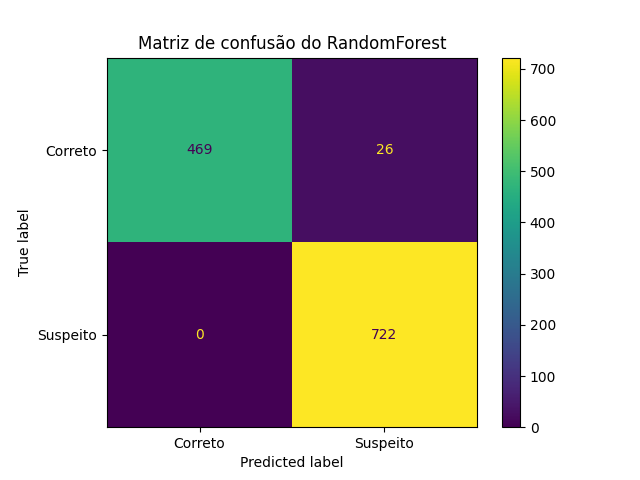 Matriz de confusão do RandomForest
True label
Correto
469
26
Suspeito
0
722
Correto
Suspeito
Predicted label
700
600
500
400
300
200
100
0